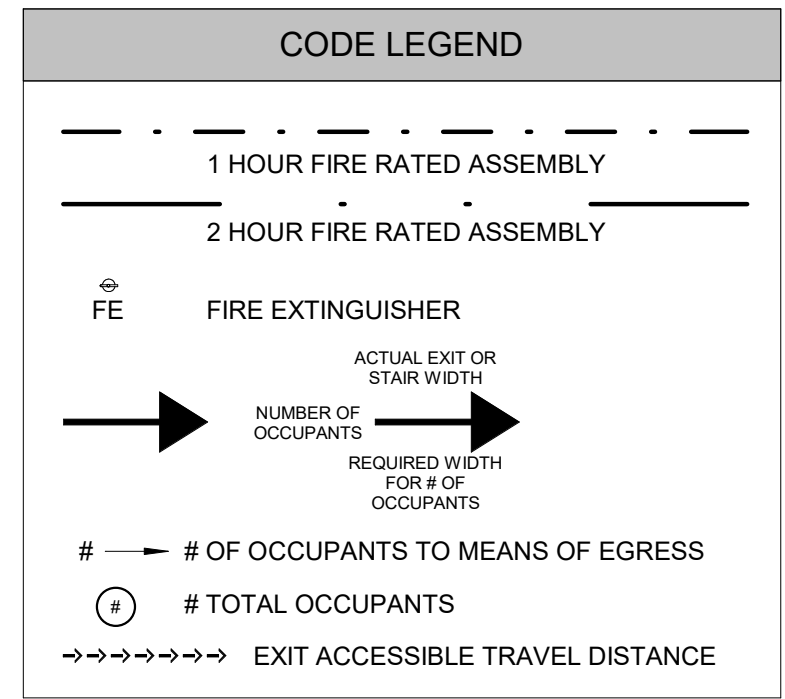 CODE LEGEND
1 HOUR FIRE RATED ASSEMBLY
2 HOUR FIRE RATED ASSEMBLY
FE FIRE EXTINGUISHER
ACTUAL EXIT OR
STAIR WIDTH
NUMBER OF
OCCUPANTS
REQUIRED WIDTH
FOR # OF
OCCUPANTS
# # OF OCCUPANTS TO MEANS OF EGRESS
# # TOTAL OCCUPANTS
EXIT ACCESSIBLE TRAVEL DISTANCE